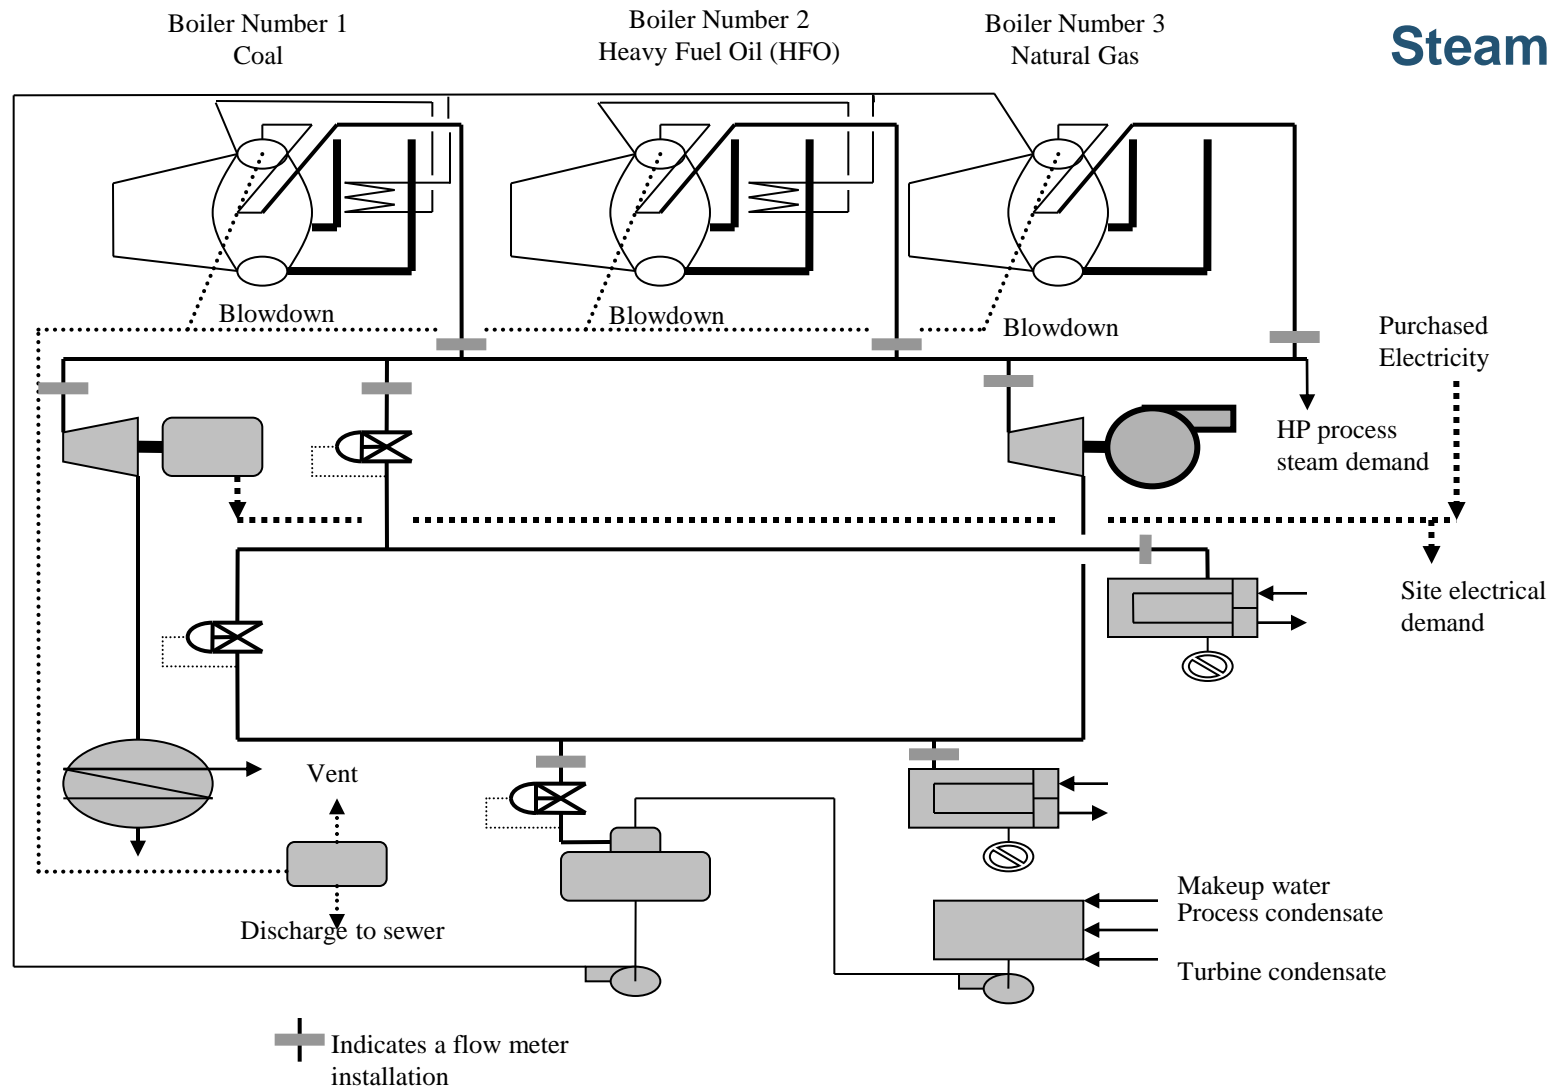 Boiler Number 1
Coal
Boiler Number 2
Heavy Fuel Oil (HFO)
Boiler Number 3
Natural Gas
Steam
Blowdown
Blowdown
Blowdown
Purchased
Electricity
HP process
steam demand
Site electrical
demand
Vent
Discharge to sewer
Makeup water
Process condensate
Turbine condensate
Indicates a flow meter
installation